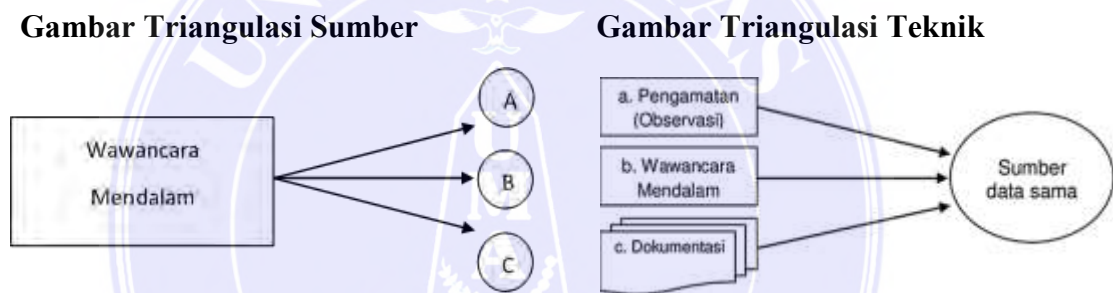 Gambar Triangulasi Sumber
Wawancara
Mendalam
A
B
C
Gambar Triangulasi Teknik
a. Pengamatan
(Observasi)
b. Wawancara
Mendalam
c. Dokumentasi
Sumber
data sama